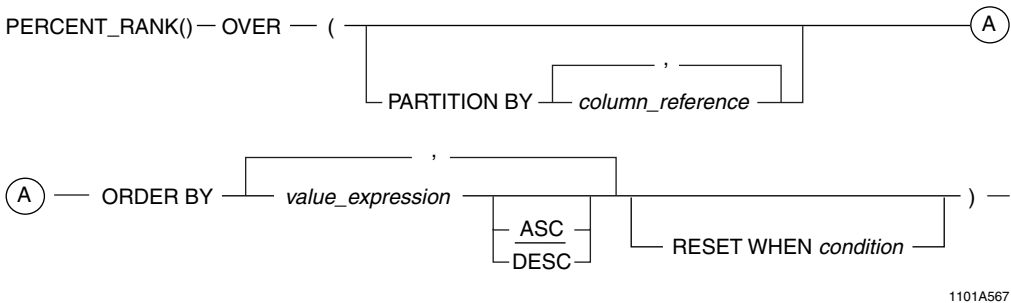 PERCENT_RANK() OVER ( A
,
PARTITION BY column_reference
,
A ORDER BY value_expression )
ASC
DESC
RESET WHEN condition
1101A567